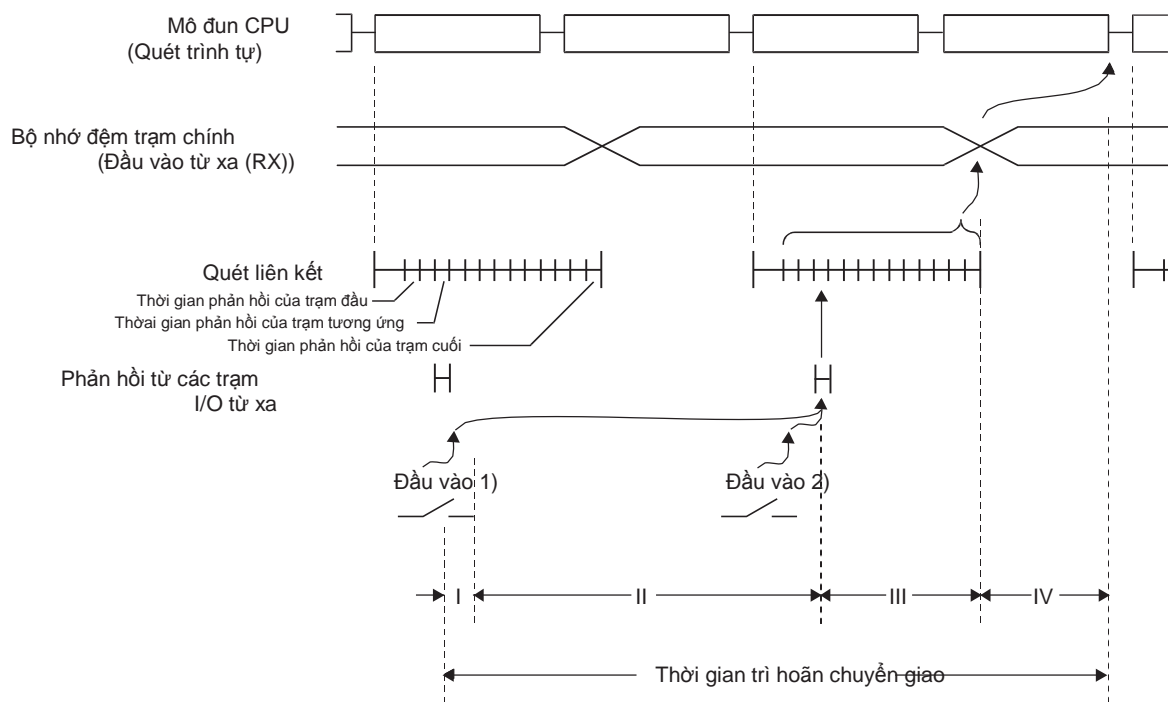 Mô đun CPU
(Quét trình tự)
Bộ nhớ đệm trạm chính
(Đầu vào từ xa (RX))
Quét liên kết
Thời gian phản hồi của trạm đầu
Thờai gian phản hồi của trạm tương ứng
Thời gian phản hồi của trạm cuối
Phản hồi từ các trạm
I/O từ xa
Đầu vào 1)
Đầu vào 2)
I
II
III
IV
Thời gian trì hoãn chuyển giao